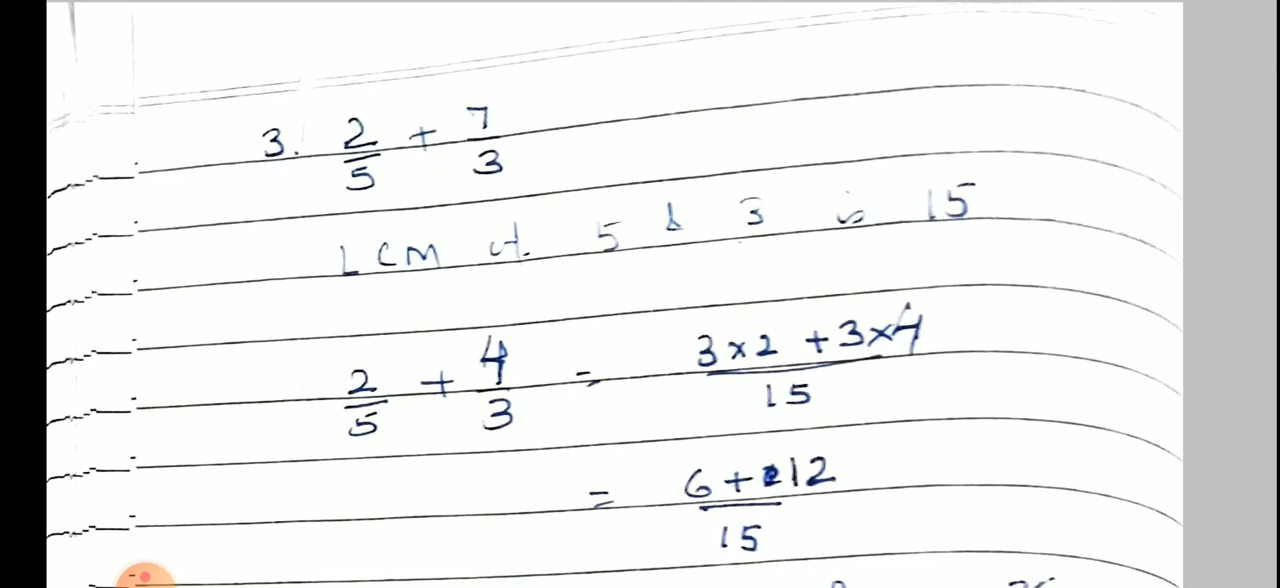 3. 2/5 + 7/3
LCM of 5 & 3 is 15
2/5 + 4/3 = 3×2 + 3×4/15
= 6+12/15